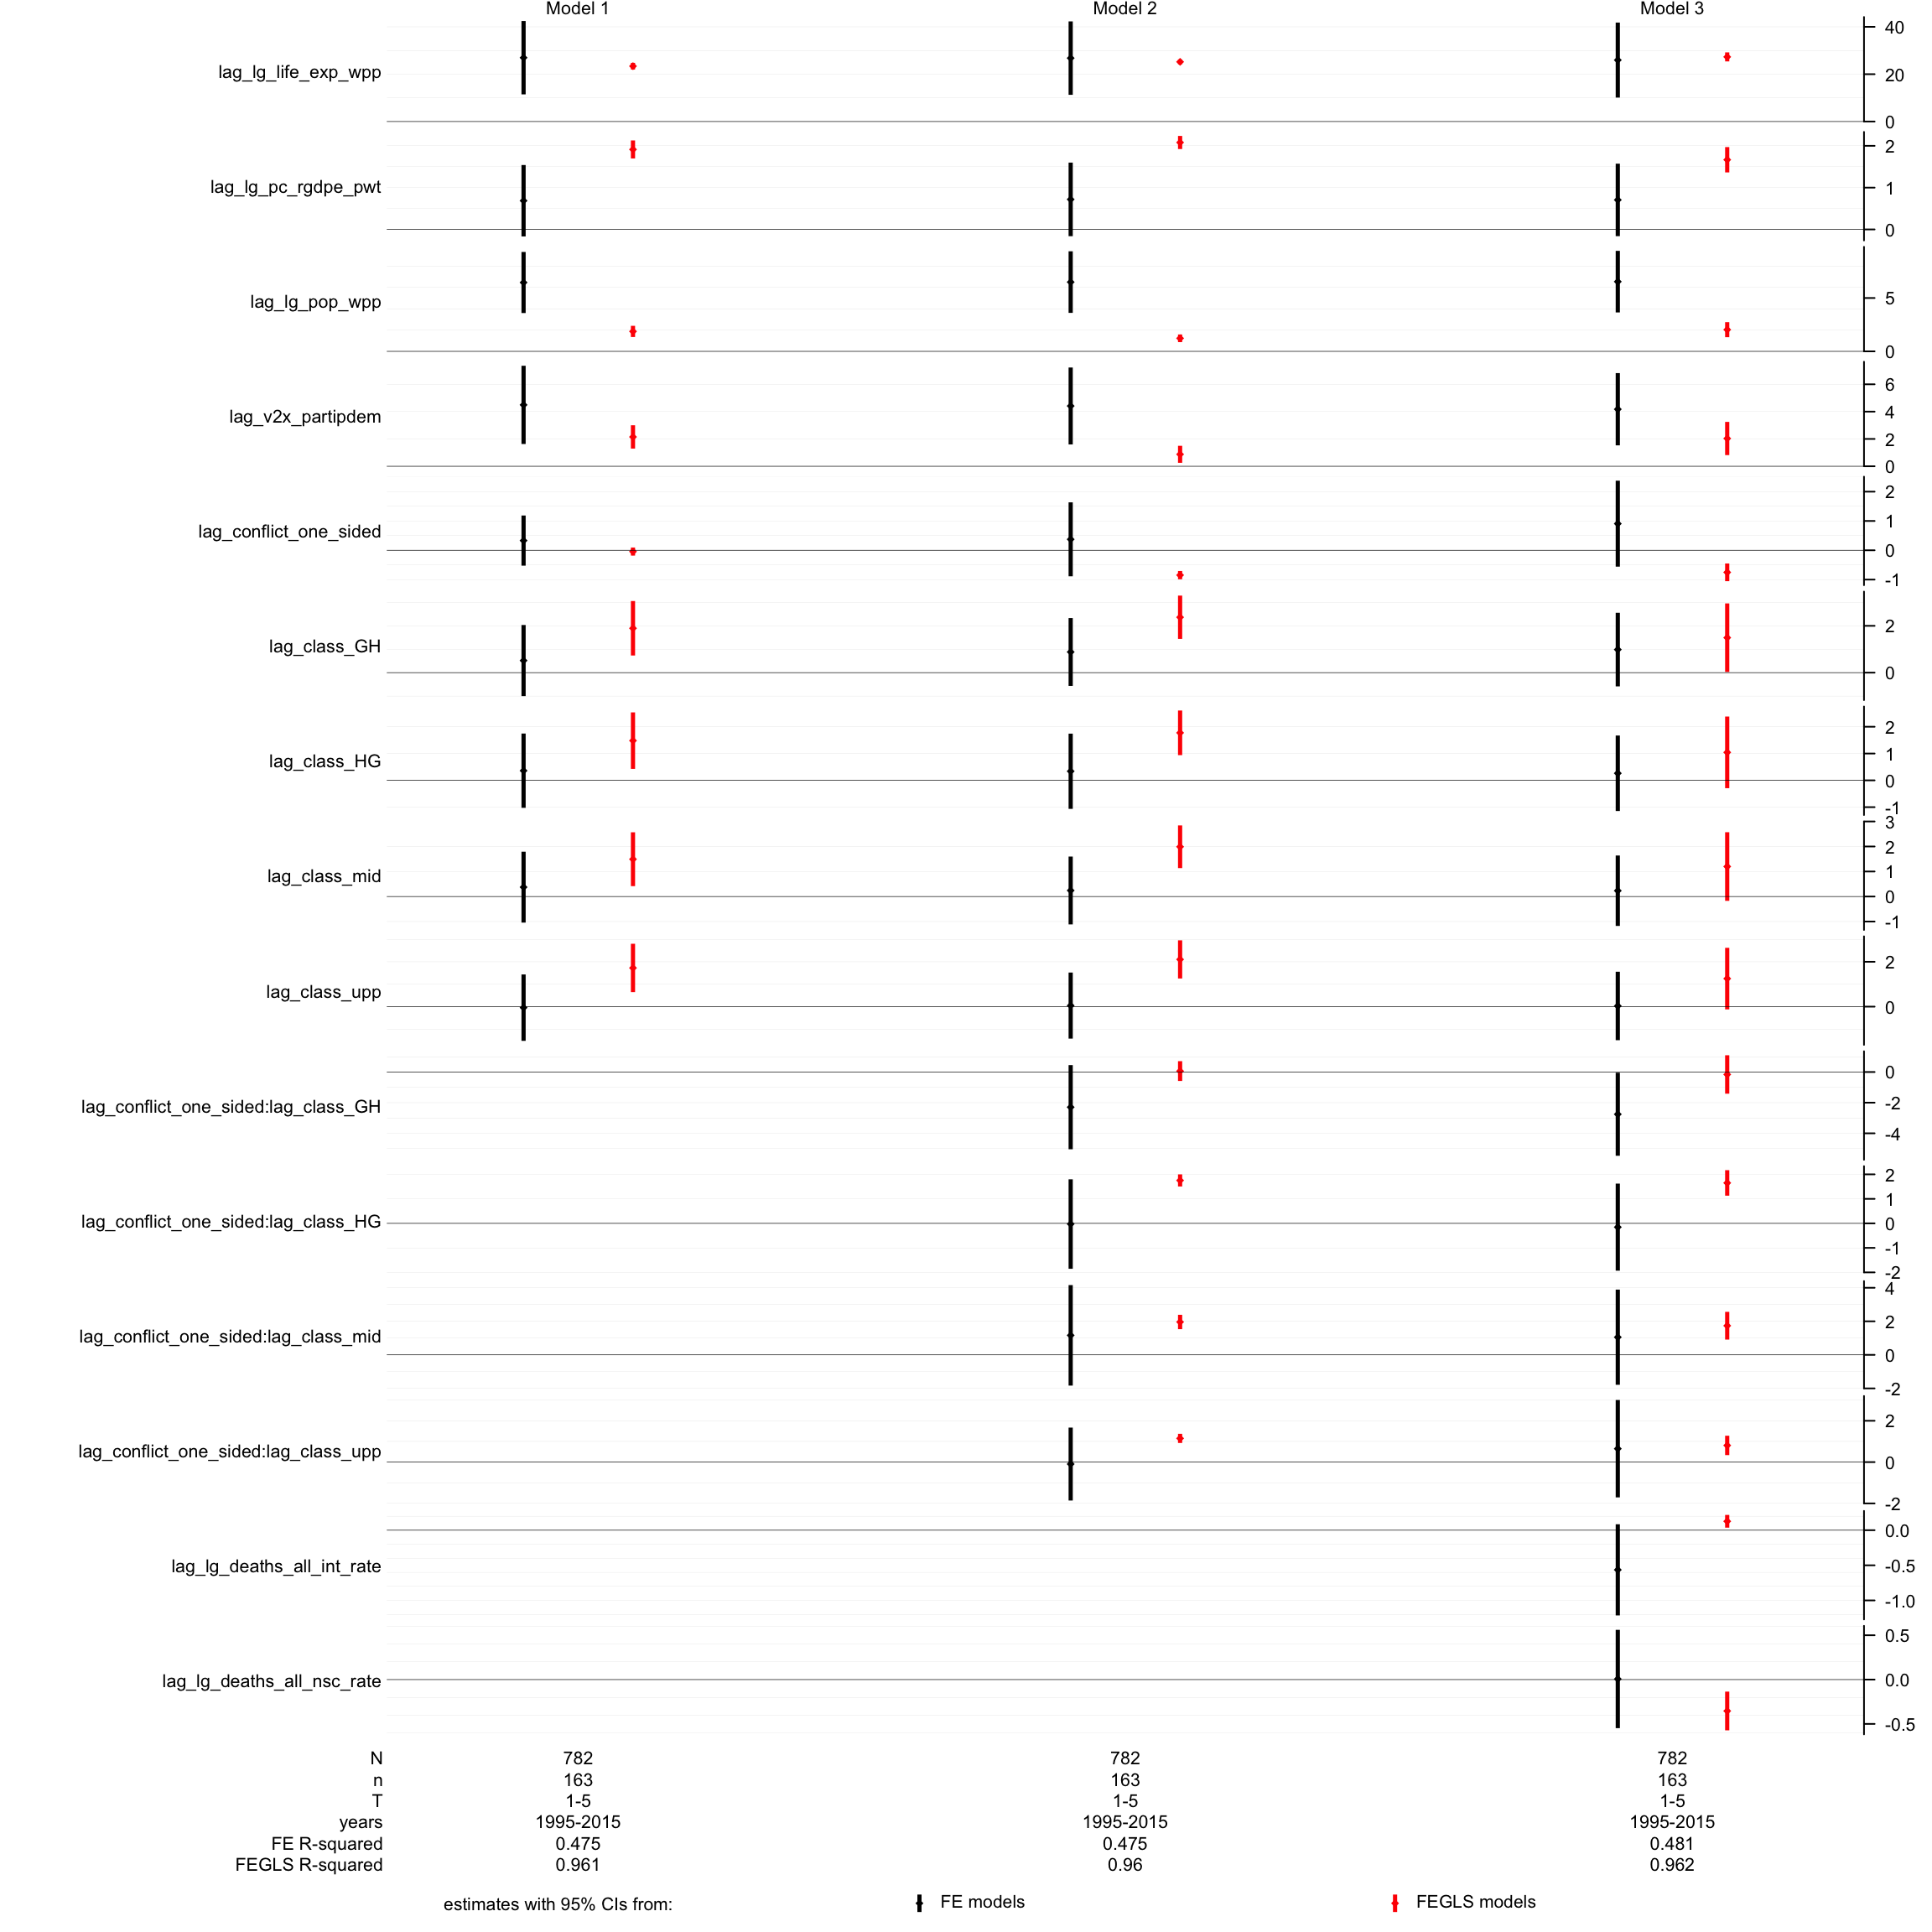 Model 1 Model 2 Model 3
lag_lg_life_exp_wpp 40 20 0
lag_lg_pc_rgdpe_pwt 2 1 0
lag_lg_pop_wpp 5 0
lag_v2x_partipdem 6 4 2 0
lag_conflict_one_sided 2 1 0 -1
lag_class_GH 2 0
lag_class_HG 2 1 0 -1
lag_class_mid 3 2 1 0 -1
lag_class_upp 2 0
lag_conflict_one_sided:lag_class_GH 0 -2 -4
lag_conflict_one_sided:lag_class_HG 2 1 0 -1 -2
lag_conflict_one_sided:lag_class_mid 4 2 0 -2
lag_conflict_one_sided:lag_class_upp 2 0 -2
lag_lg_deaths_all_int_rate 0.0 -0.5 -1.0
lag_lg_deaths_all_nsc_rate 0.5 0.0 -0.5
N 782 782 782
n 163 163 163
T 1-5 1-5 1-5
years 1995-2015 1995-2015 1995-2015
FE R-squared 0.475 0.475 0.481
FEGLS R-squared 0.961 0.96 0.962
estimates with 95% CIs from: FE models FEGLS models